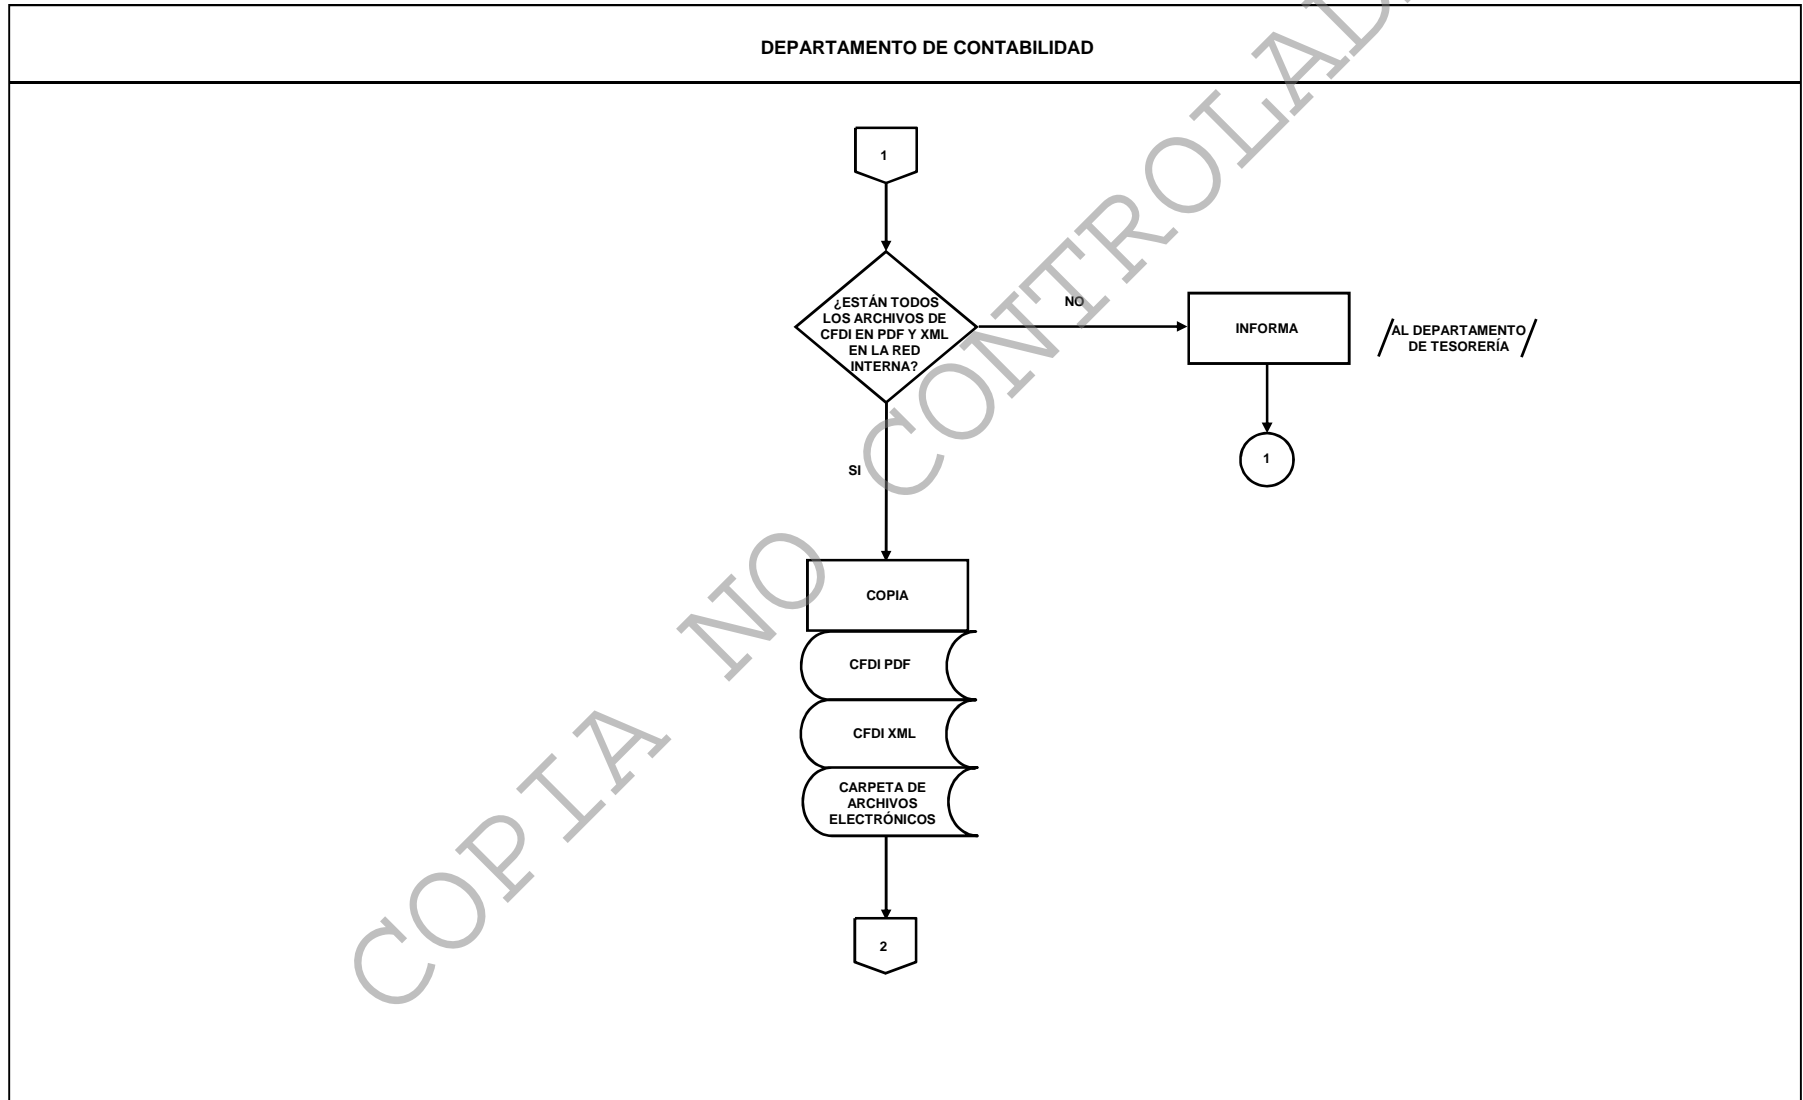 DEPARTAMENTO DE CONTABILIDAD
1
¿ESTÁN TODOS
LOS ARCHIVOS DE
CFDI EN PDF Y XML
EN LA RED
INTERNA?
NO
INFORMA
AL DEPARTAMENTO
DE TESORERÍA
1
SI
COPIA
CFDI PDF
CFDI XML
CARPETA DE
ARCHIVOS
ELECTRÓNICOS
2
COPIA NO CONTROLAD